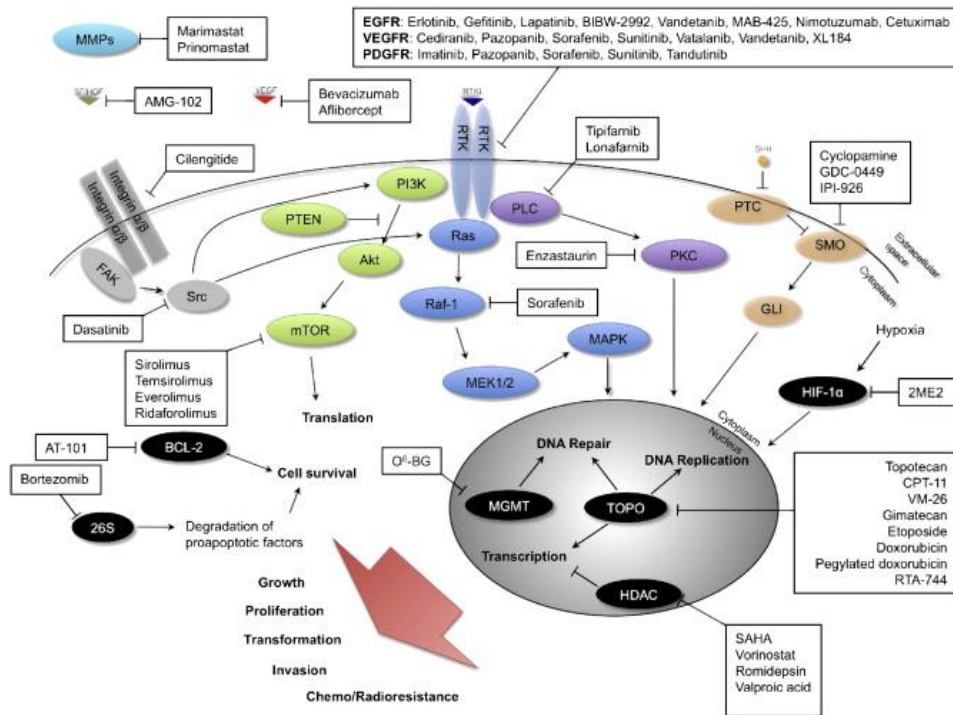 EGFR: Erlotinib, Gefitinib, Lapatinib, BIBW-2992, Vandetanib, MAB-425, Nimotuzumab, Cetuximab
VEGFR: Cediranib, Pazopanib, Sorafenib, Sunitinib, Vatalanib, Vandetanib, XL184
PDGFR: Imatinib, Pazopanib, Sorafenib, Sunitinib, Tandutinib
MMPs
Marimastat
Prinomastat
SF/HGF
AMG-102
VEGF
Bevacizumab
Aflibercept
RTK
RTK
Tipifarnib
Lonafarnib
SHH
Cyclopamine
GDC-0449
IPI-926
Cilengitide
Integrin α/β
Integrin α/β
FAK
Src
Dasatinib
PI3K
PTEN
Akt
mTOR
Sirolimus
Temsirolimus
Everolimus
Ridaforolimus
Translation
Ras
Raf-1
Sorafenib
MEK1/2
MAPK
PLC
Enzastaurin
PKC
PTC
SMO
GLI
Extracellular
space
Cytoplasm
Hypoxia
HIF-1α
2ME2
Cytoplasm
Nucleus
AT-101
BCL-2
Cell survival
Bortezomib
26S
Degradation of
proapoptotic factors
O⁶-BG
DNA Repair
DNA Replication
MGMT
TOPO
Transcription
HDAC
Topotecan
CPT-11
VM-26
Gimatecan
Etoposide
Doxorubicin
Pegylated doxorubicin
RTA-744
SAHA
Vorinostat
Romidepsin
Valproic acid
Growth
Proliferation
Transformation
Invasion
Chemo/Radioresistance